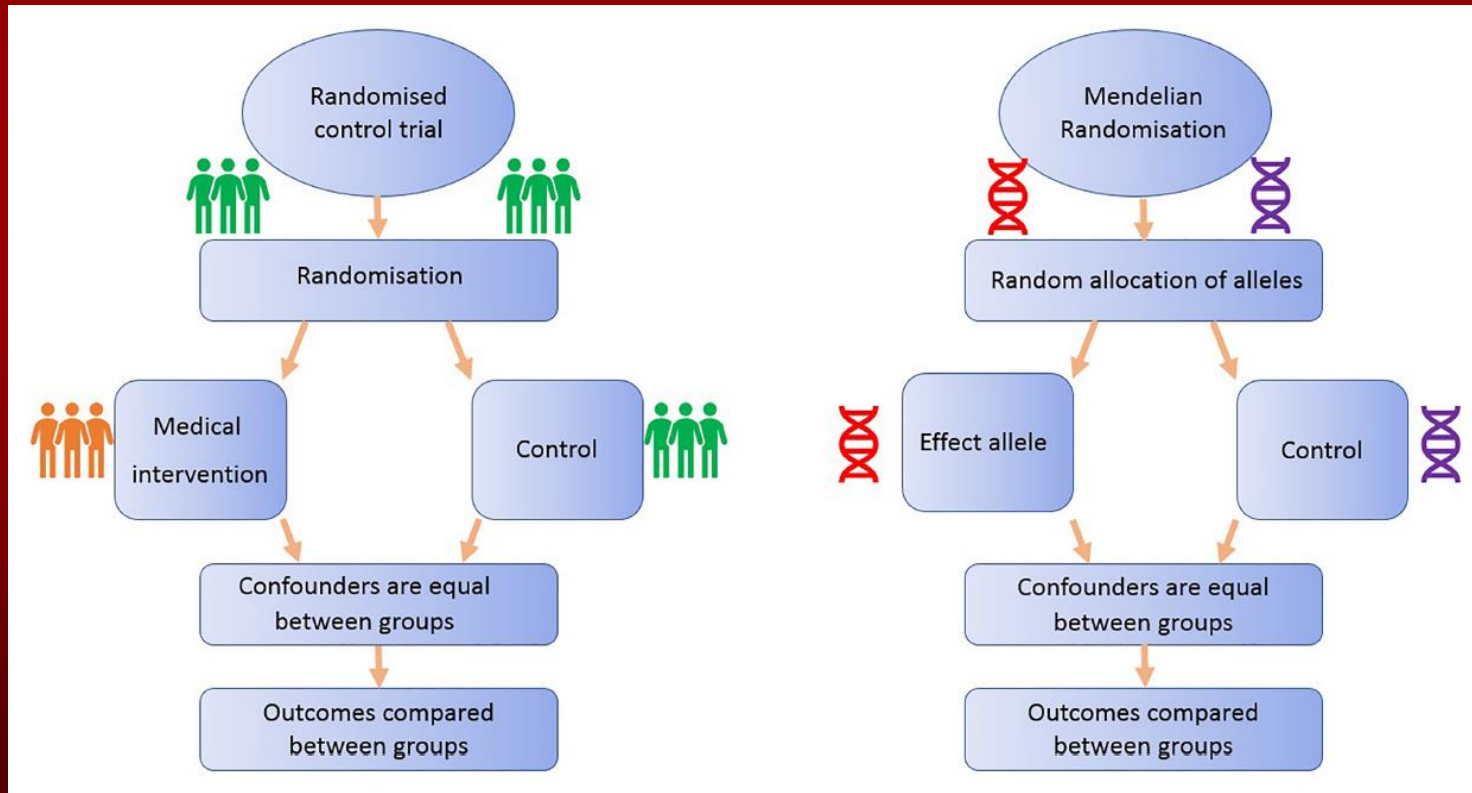 Randomised
control trial
Randomisation
Medical
intervention
Control
Confounders are equal
between groups
Outcomes compared
between groups
Mendelian
Randomisation
Random allocation of alleles
Effect allele
Control
Confounders are equal
between groups
Outcomes compared
between groups